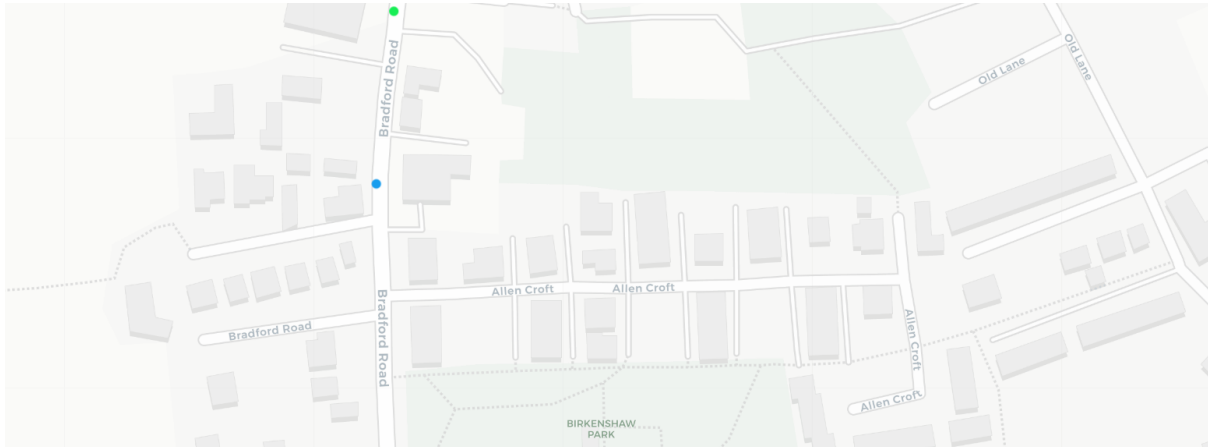 Bradford Road
Old Lane
Old Lane
Allen Croft
Allen Croft
Bradford Road
Bradford Road
Allen Croft
Allen Croft
BIRKENSHAW
PARK